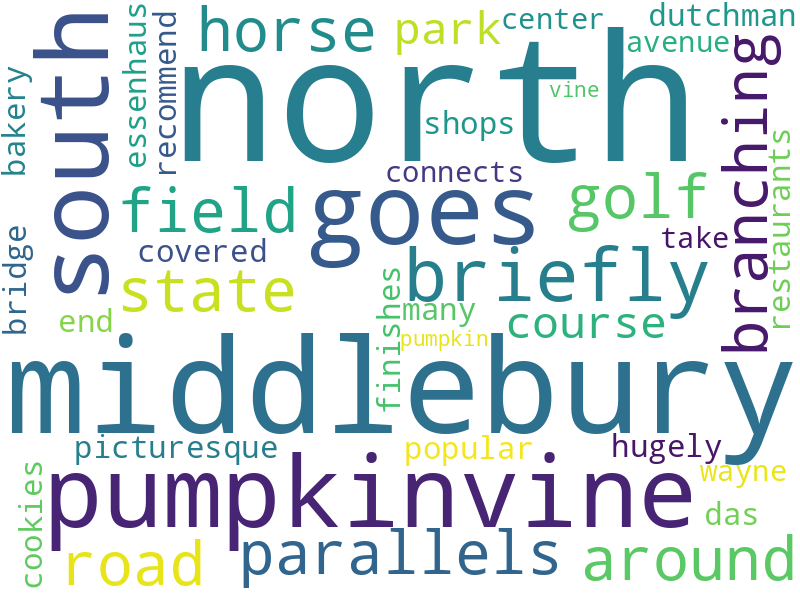 dutchman
center
horse
park
avenue
north
south
essenhaus
recommend
bakery
vine
shops
branching
connects
restaurants
field
goes
golf
covered
take
bridge
state
briefly
finishes
many
end
course
pumpkin
middlebury
picturesque
popular
hugely
pumpkinvine
wayne
cookies
das
road
parallels
around